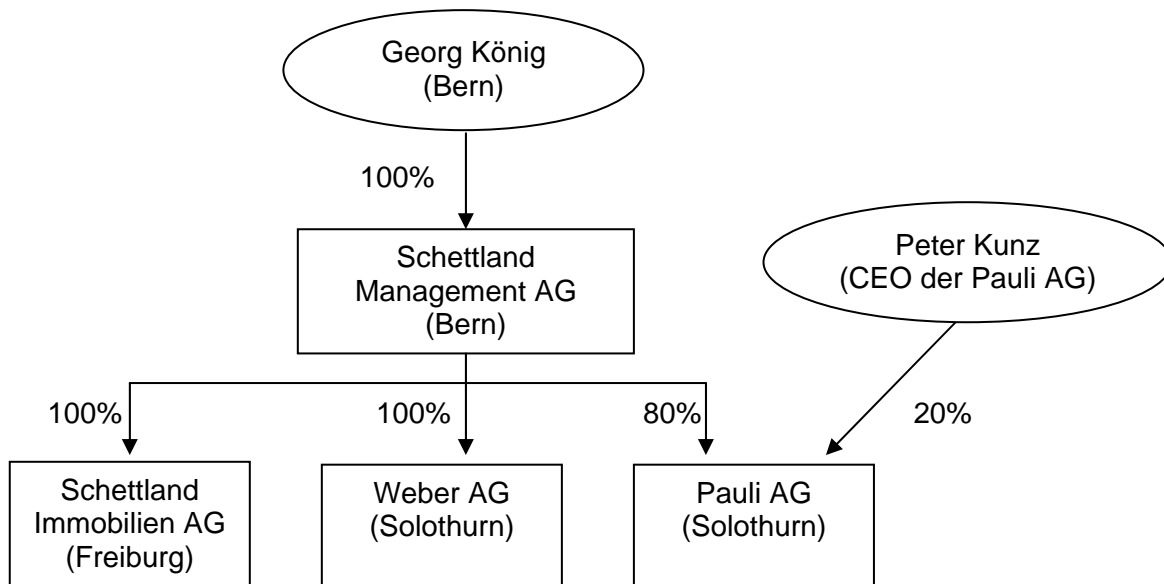 Georg König
(Bern)
100%
Schettland
Management AG
(Bern)
Peter Kunz
(CEO der Pauli AG)
100%
100%
80%
20%
Schettland
Immobilien AG
(Freiburg)
Weber AG
(Solothurn)
Pauli AG
(Solothurn)